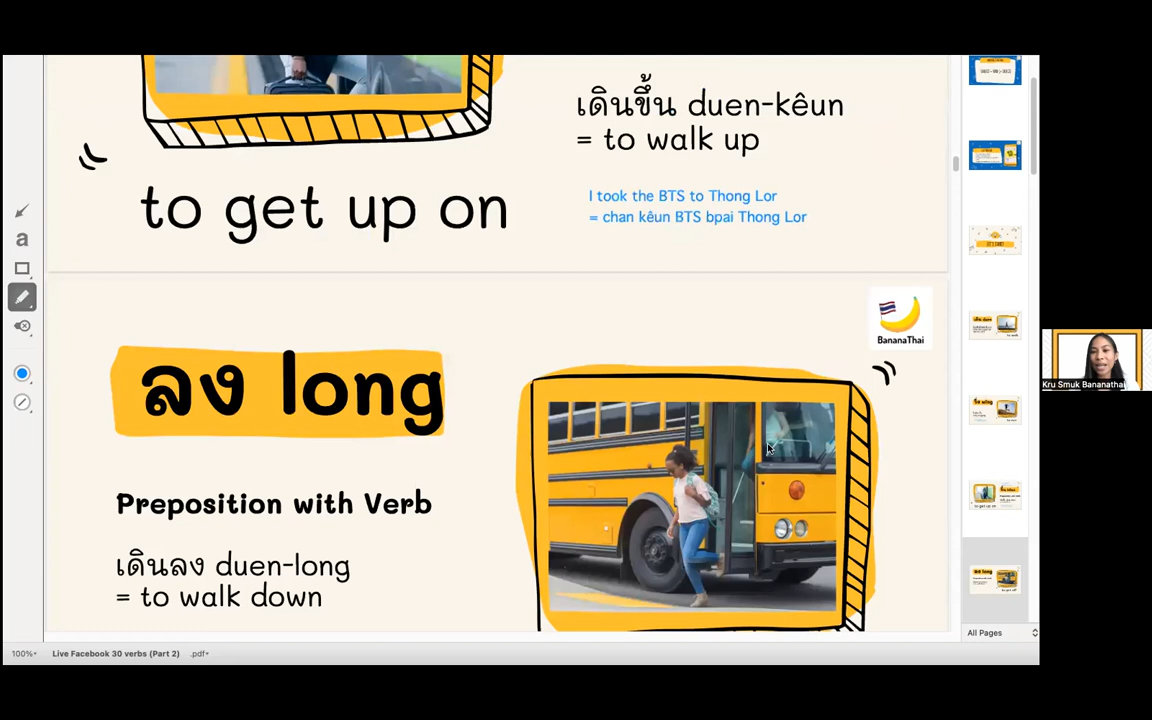 เดินขึ้น duen-kêun
= to walk up
to get up on
I took the BTS to Thong Lor
= chan kêun BTS bpai Thong Lor
a
BananaThai
ลง long
Preposition with Verb
เดินลง duen-long
= to walk down
Kru Smuk Bananathai
All Pages
100%
Live Facebook 30 verbs (Part 2)
.pdf